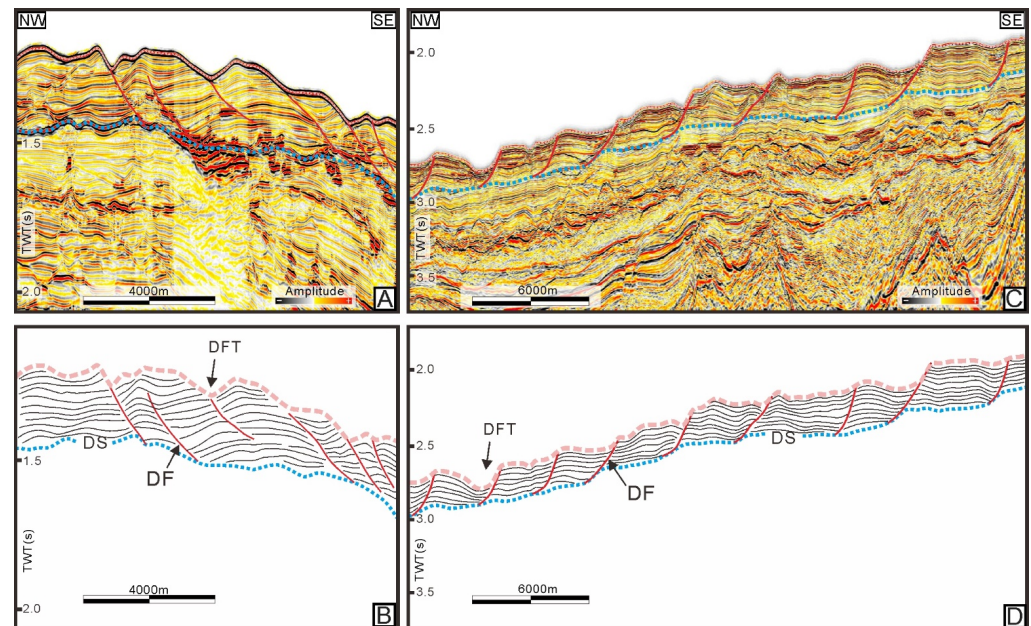 NW
SE
1.5
TWT(s)
2.0
4000m
- Amplitude +
A
NW
SE
2.0
2.5
3.0
TWT(s)
3.5
6000m
- Amplitude +
C
DFT
DS
DF
1.5
TWT(s)
2.0
4000m
B
2.0
2.5
DFT
DS
DF
3.0
TWT(s)
3.5
6000m
D